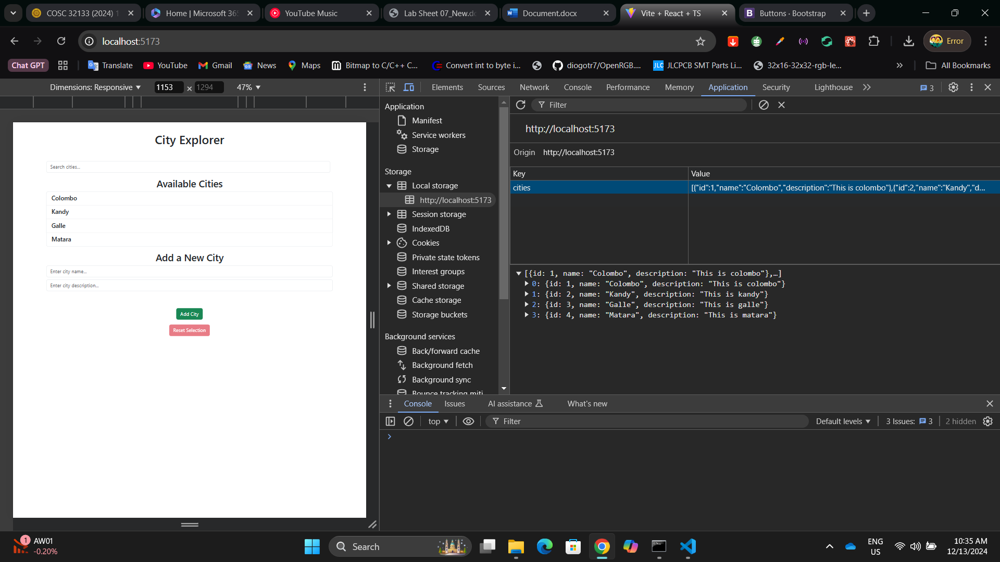 COSC 32133 (2024) 1
Home | Microsoft 365
YouTube Music
Lab Sheet 07_New.do
Document.docx
Vite + React + TS
Buttons · Bootstrap
localhost:5173
Error
Chat GPT
Translate
YouTube
Gmail
News
Maps
Bitmap to C/C++ C...
Convert int to byte i...
diogotr7/OpenRGB....
JLC
JLCPCB SMT Parts Li...
32x16-32x32-rgb-le...
All Bookmarks
Dimensions: Responsive
1153 × 1294
47%
Elements
Sources
Network
Console
Performance
Memory
Application
Security
Lighthouse
3
City Explorer
Search cities...
Available Cities
Colombo
Kandy
Galle
Matara
Add a New City
Enter city name...
Enter city description...
Add City
Reset Selection
Application
Manifest
Service workers
Storage
Storage
Local storage
http://localhost:5173
Session storage
IndexedDB
Cookies
Private state tokens
Interest groups
Shared storage
Cache storage
Storage buckets
Background services
Back/forward cache
Background fetch
Background sync
Bounce tracking miti
Filter
http://localhost:5173
Origin http://localhost:5173
Key Value
cities [{"id":1,"name":"Colombo","description":"This is colombo"},{"id":2,"name":"Kandy","d...
[{id: 1, name: "Colombo", description: "This is colombo"},…]
0: {id: 1, name: "Colombo", description: "This is colombo"}
1: {id: 2, name: "Kandy", description: "This is kandy"}
2: {id: 3, name: "Galle", description: "This is galle"}
3: {id: 4, name: "Matara", description: "This is matara"}
Console
Issues
AI assistance
What's new
top
Filter
Default levels
3 Issues: 3
2 hidden
1
AW01
-0.20%
Search
ENG
US
10:35 AM
12/13/2024